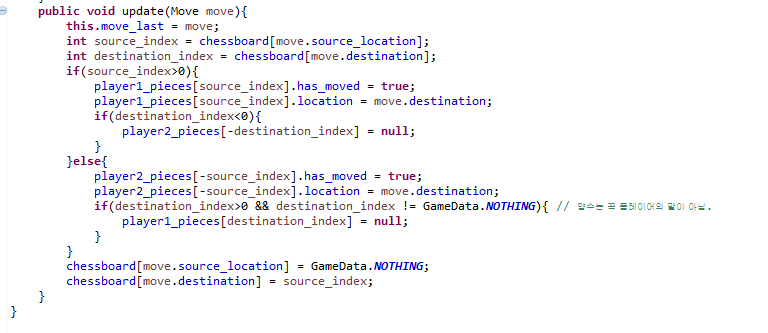 public void update(Move move){
this.move_last = move;
int source_index = chessboard[move.source_location];
int destination_index = chessboard[move.destination];
if(source_index>0){
player1_pieces[source_index].has_moved = true;
player1_pieces[source_index].location = move.destination;
if(destination_index<0){
player2_pieces[-destination_index] = null;
}
}else{
player2_pieces[-source_index].has_moved = true;
player2_pieces[-source_index].location = move.destination;
if(destination_index>0 && destination_index != GameData.NOTHING){ // 양수는 꼭 플레이어의 말이 아님.
player1_pieces[destination_index] = null;
}
}
chessboard[move.source_location] = GameData.NOTHING;
chessboard[move.destination] = source_index;
}
}